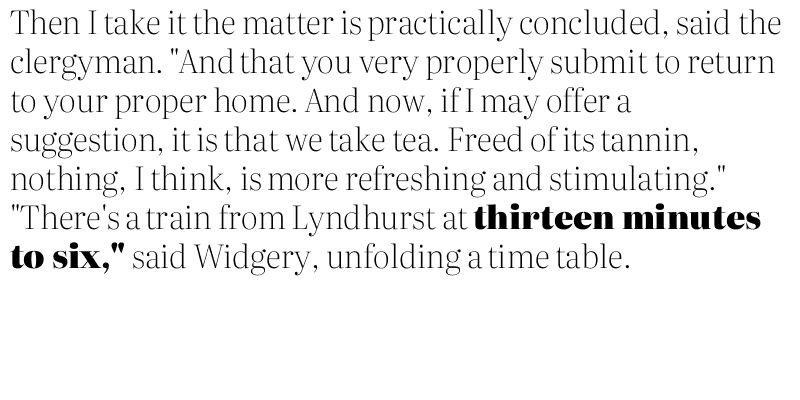 Then I take it the matter is practically concluded, said the
clergyman. "And that you very properly submit to return
to your proper home. And now, if I may offer a
suggestion, it is that we take tea. Freed of its tannin,
nothing, I think, is more refreshing and stimulating."
"There's a train from Lyndhurst at thirteen minutes
to six," said Widgery, unfolding a time table.